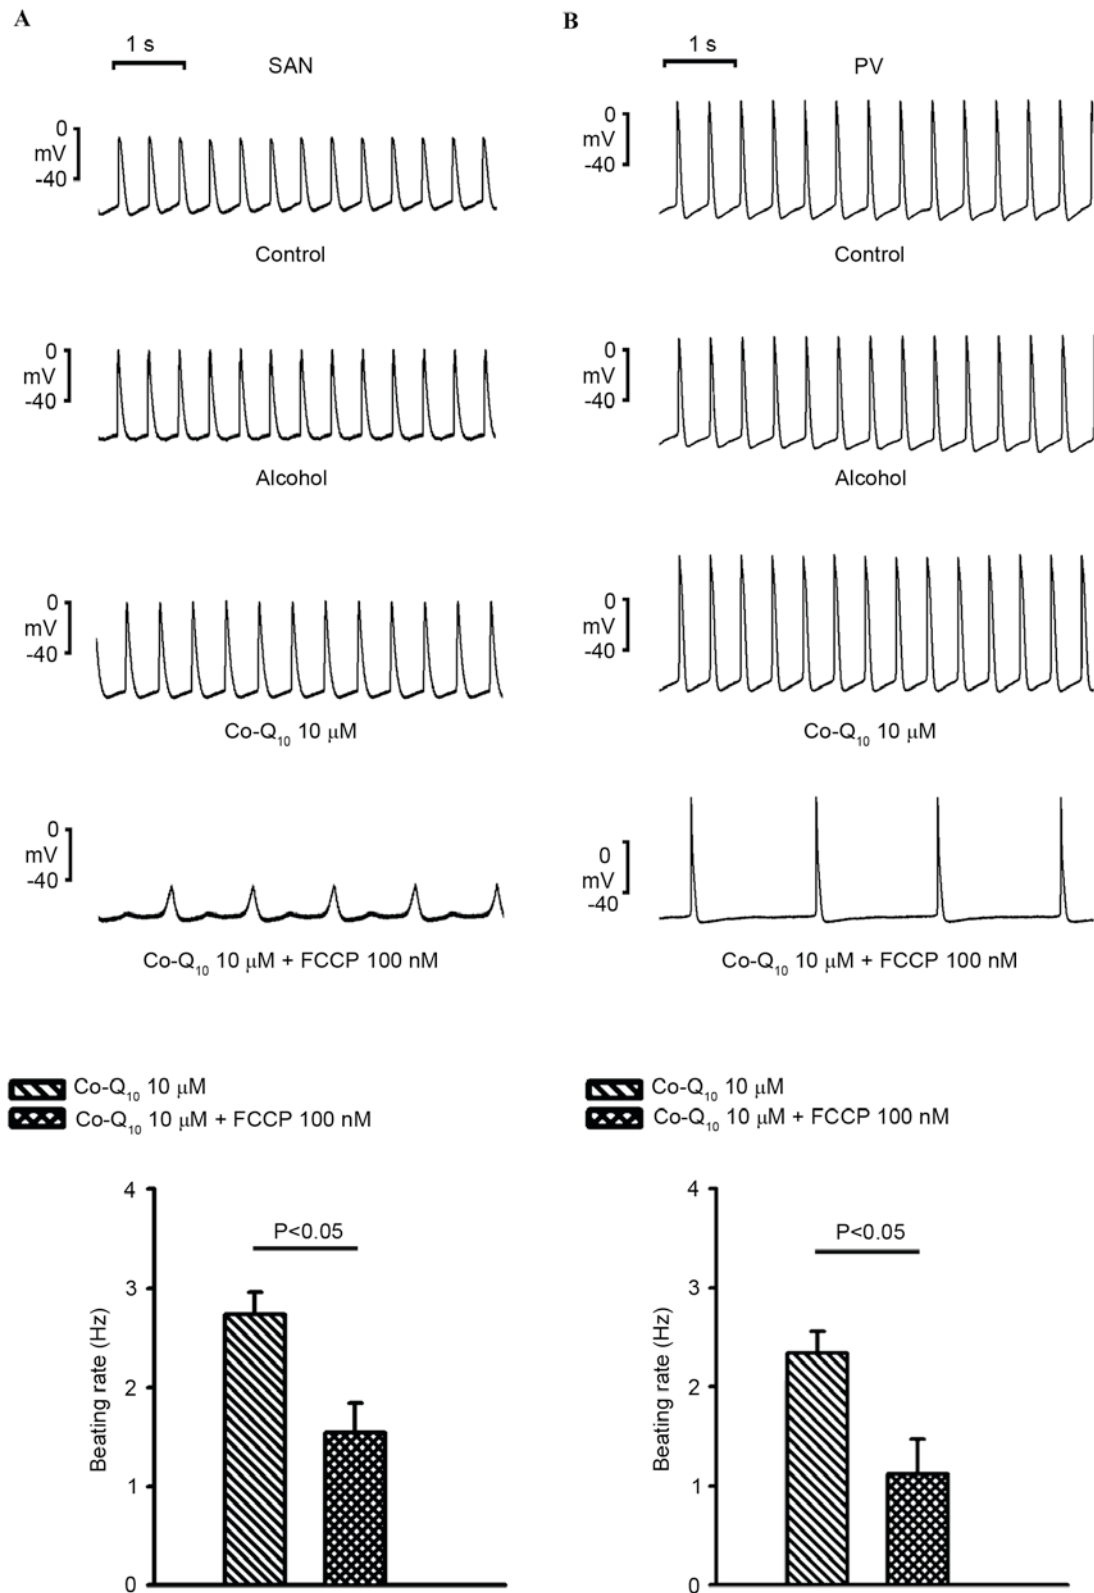 A
1 s
SAN
0
mV
-40
Control
0
mV
-40
Alcohol
0
mV
-40
Co-Q₁₀ 10 μM
0
mV
-40
Co-Q₁₀ 10 μM + FCCP 100 nM
Co-Q₁₀ 10 μM
Co-Q₁₀ 10 μM + FCCP 100 nM
4
3
2
1
0
Beating rate (Hz)
P<0.05
B
1 s
PV
0
mV
-40
Control
0
mV
-40
Alcohol
0
mV
-40
Co-Q₁₀ 10 μM
0
mV
-40
Co-Q₁₀ 10 μM + FCCP 100 nM
Co-Q₁₀ 10 μM
Co-Q₁₀ 10 μM + FCCP 100 nM
4
3
2
1
0
Beating rate (Hz)
P<0.05